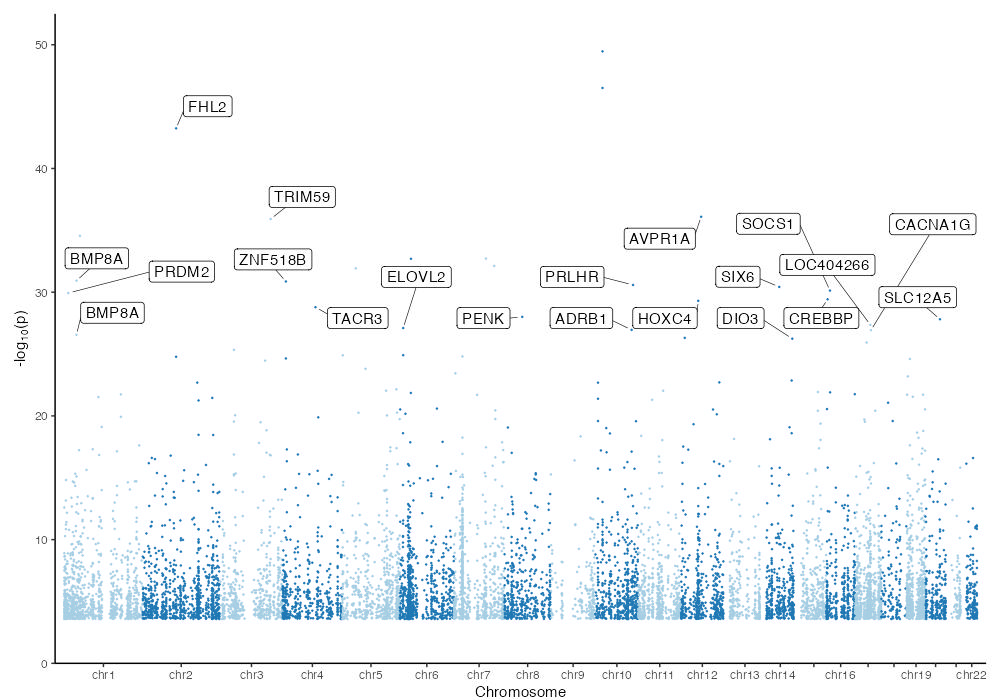 50
40
30
20
10
0
-log10(p)
FHL2
TRIM59
AVPR1A
SOCS1
CACNA1G
BMP8A
PRDM2
ZNF518B
ELOVL2
PRLHR
SIX6
LOC404266
SLC12A5
BMP8A
TACR3
PENK
ADRB1
HOXC4
DIO3
CREBBP
chr1 chr2 chr3 chr4 chr5 chr6 chr7 chr8 chr9 chr10 chr11 chr12 chr13 chr14 chr16 chr19 chr22
Chromosome